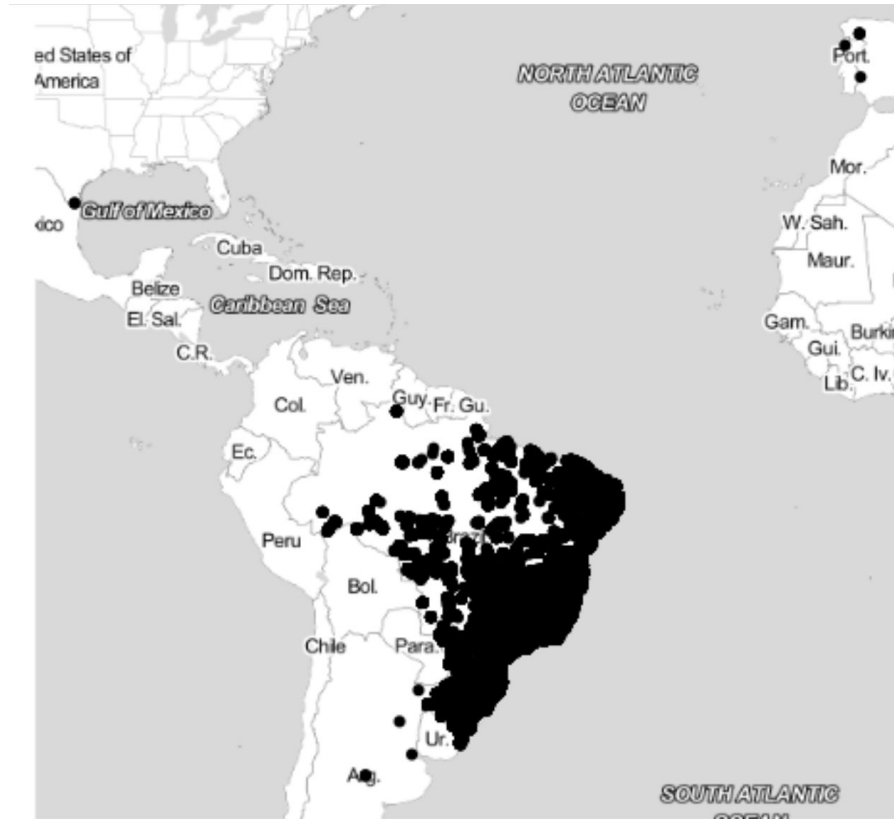 ed States of
America
NORTH ATLANTIC
OCEAN
Port.
Mor.
xico
Gulf of Mexico
W. Sah.
Cuba
Maur.
Dom. Rep.
Belize
Caribbean Sea
El. Sal.
Gam.
Burki
C.R.
Gui.
Ven.
C. Iv.
Lib.
Guy.
Fr. Gu.
Col.
Ec.
Brazil
Peru
Bol.
Chile
Para.
Ur.
Arg.
SOUTH ATLANTIC
OCEAN